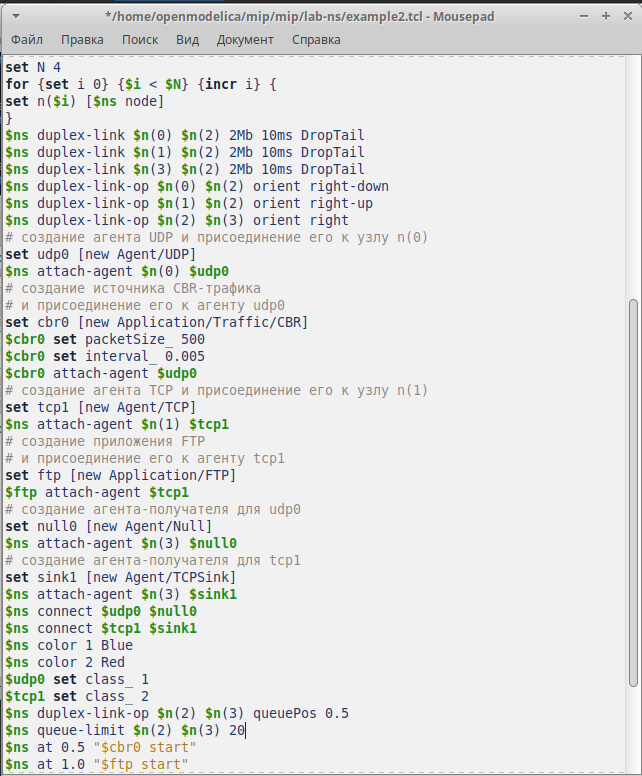 */home/openmodelica/mip/mip/lab-ns/example2.tcl - Mousepad
Файл Правка Поиск Вид Документ Справка
set N 4
for {set i 0} {$i < $N} {incr i} {
set n($i) [$ns node]
}
$ns duplex-link $n(0) $n(2) 2Mb 10ms DropTail
$ns duplex-link $n(1) $n(2) 2Mb 10ms DropTail
$ns duplex-link $n(3) $n(2) 2Mb 10ms DropTail
$ns duplex-link-op $n(0) $n(2) orient right-down
$ns duplex-link-op $n(1) $n(2) orient right-up
$ns duplex-link-op $n(2) $n(3) orient right
# создание агента UDP и присоединение его к узлу n(0)
set udp0 [new Agent/UDP]
$ns attach-agent $n(0) $udp0
# создание источника CBR-трафика
# и присоединение его к агенту udp0
set cbr0 [new Application/Traffic/CBR]
$cbr0 set packetSize_ 500
$cbr0 set interval_ 0.005
$cbr0 attach-agent $udp0
# создание агента TCP и присоединение его к узлу n(1)
set tcp1 [new Agent/TCP]
$ns attach-agent $n(1) $tcp1
# создание приложения FTP
# и присоединение его к агенту tcp1
set ftp [new Application/FTP]
$ftp attach-agent $tcp1
# создание агента-получателя для udp0
set null0 [new Agent/Null]
$ns attach-agent $n(3) $null0
# создание агента-получателя для tcp1
set sink1 [new Agent/TCPSink]
$ns attach-agent $n(3) $sink1
$ns connect $udp0 $null0
$ns connect $tcp1 $sink1
$ns color 1 Blue
$ns color 2 Red
$udp0 set class_ 1
$tcp1 set class_ 2
$ns duplex-link-op $n(2) $n(3) queuePos 0.5
$ns queue-limit $n(2) $n(3) 20
$ns at 0.5 "$cbr0 start"
$ns at 1.0 "$ftp start"